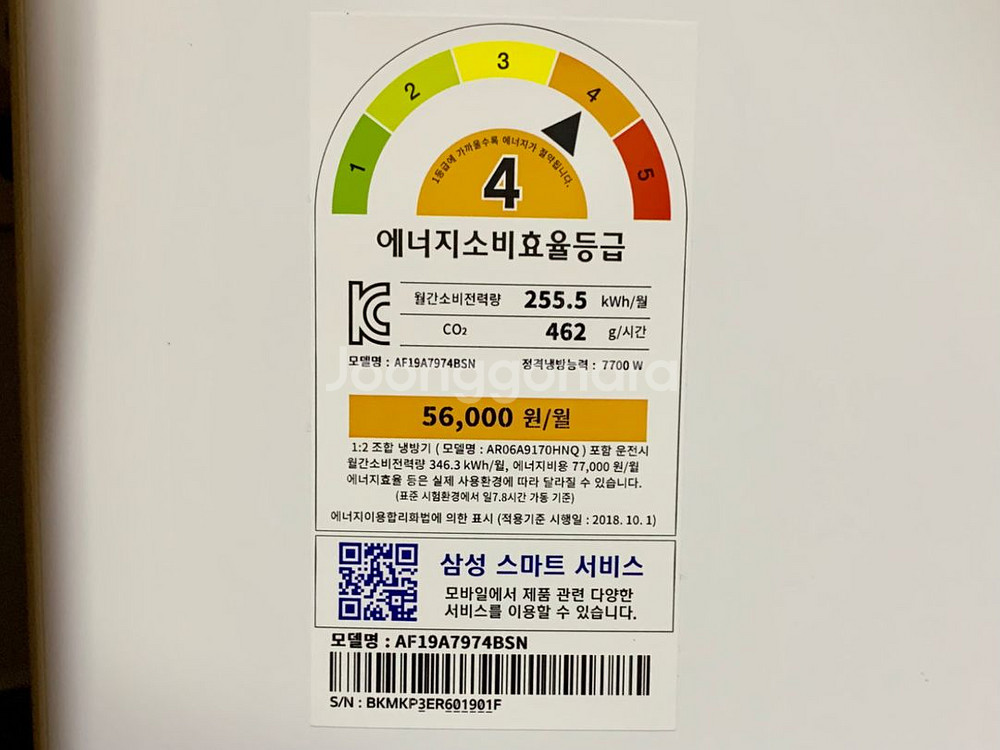 1 2 3 4 5
1등급에 가까울수록 에너지가 절약됩니다.
4
에너지소비효율등급
월간소비전력량 255.5 kWh/월
CO₂ 462 g/시간
모델명 : AF19A7974BSN 정격냉방능력 : 7700 W
Joonggonara
56,000 원/월
1:2 조합 냉방기 ( 모델명 : AR06A9170HNQ ) 포함 운전시
월간소비전력량 346.3 kWh/월, 에너지비용 77,000 원/월
에너지효율 등은 실제 사용환경에 따라 달라질 수 있습니다.
(표준 시험환경에서 일7.8시간 가동 기준)
에너지이용합리화법에 의한 표시 (적용기준 시행일 : 2018. 10. 1)
삼성 스마트 서비스
모바일에서 제품 관련 다양한
서비스를 이용할 수 있습니다.
모델명 : AF19A7974BSN
S/N : BKMKP3ER601901F